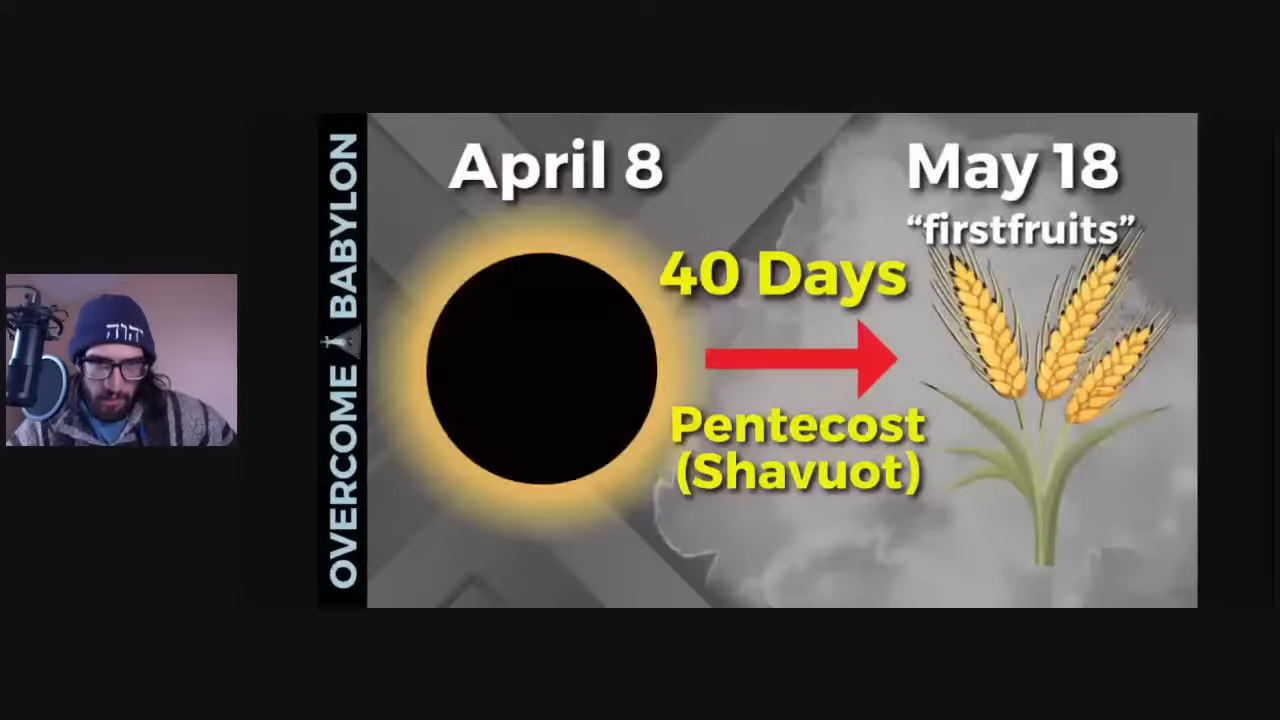 יהוה
OVERCOME BABYLON
April 8
May 18
“firstfruits”
40 Days
Pentecost
(Shavuot)